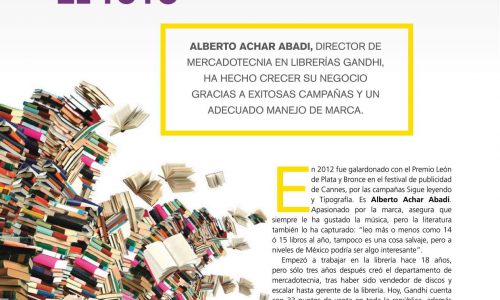 ALBERTO ACHAR ABADI, DIRECTOR DE
MERCADOTECNIA EN LIBRERÍAS GANDHI,
HA HECHO CRECER SU NEGOCIO
GRACIAS A EXITOSAS CAMPAÑAS Y UN
ADECUADO MANEJO DE MARCA.
En 2012 fue galardonado con el Premio León
de Plata y Bronce en el festival de publicidad
de Cannes, por las campañas Sigue leyendo
y Tipografía. Es Alberto Achar Abadi.
Apasionado por la marca, asegura que
siempre le ha gustado la música, pero la literatura
también lo ha capturado: “leo más o menos como 14
ó 15 libros al año, tampoco es una cosa salvaje, pero a
niveles de México podría ser algo interesante”.
Empezó a trabajar en la librería hace 18 años,
pero sólo tres años después creó el departamento de
mercadotecnia, tras haber sido vendedor de discos y
escalar hasta gerente de la librería. Hoy, Gandhi cuenta